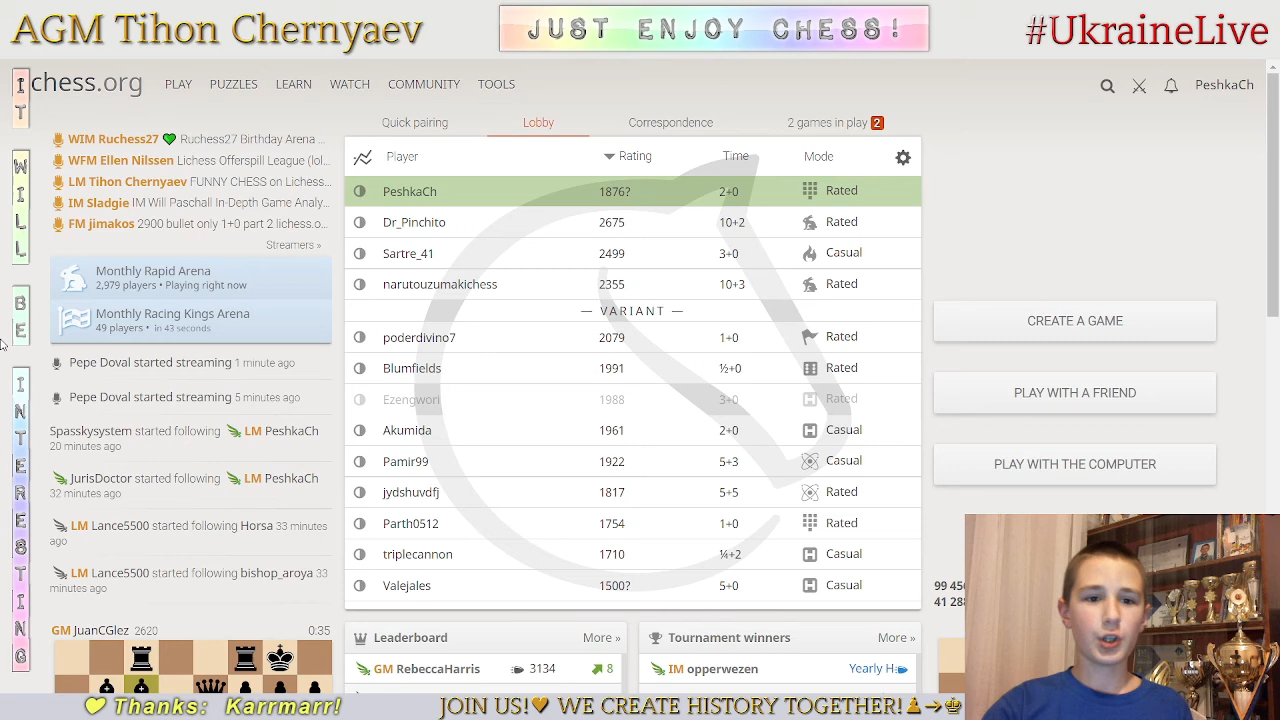 AGM Tihon Chernyaev
JUST ENJOY CHESS!
#UkraineLive
IT WILL BE INTERESTING
chess.org
PLAY PUZZLES LEARN WATCH COMMUNITY TOOLS
PeshkaCh
WIM Ruchess27 💚 Ruchess27 Birthday Arena ...
WFM Ellen Nilssen Lichess Offerspill League (lol...
LM Tihon Chernyaev FUNNY CHESS on Lichess...
IM Sladgie IM Will Paschall In-Depth Game Analy...
FM jimakos 2900 bullet only 1+0 part 2 lichess.o...
Streamers »
Monthly Rapid Arena
2,979 players • Playing right now
Monthly Racing Kings Arena
49 players • in 43 seconds
Pepe Doval started streaming 1 minute ago
Pepe Doval started streaming 5 minutes ago
Spasskysystem started following LM PeshkaCh
20 minutes ago
JurisDoctor started following LM PeshkaCh
32 minutes ago
LM Lance5500 started following Horsa 33 minutes
ago
LM Lance5500 started following bishop_aroya 33
minutes ago
GM JuanCGlez 2620 0:35
Quick pairing Lobby Correspondence 2 games in play 2
Player Rating Time Mode
PeshkaCh 1876? 2+0 Rated
Dr_Pinchito 2675 10+2 Rated
Sartre_41 2499 3+0 Casual
narutouzumakichess 2355 10+3 Rated
— VARIANT —
poderdivino7 2079 1+0 Rated
Blumfields 1991 ½+0 Rated
Ezengwori 1988 3+0 Rated
Akumida 1961 2+0 Casual
Pamir99 1922 5+3 Casual
jydshuvdfj 1817 5+5 Rated
Parth0512 1754 1+0 Rated
triplecannon 1710 ¼+2 Casual
Valejales 1500? 5+0 Casual
Leaderboard More »
GM RebeccaHarris 3134 8
Tournament winners More »
IM opperwezen Yearly H
CREATE A GAME
PLAY WITH A FRIEND
PLAY WITH THE COMPUTER
Thanks: Karrmarr!
JOIN US!♥ WE CREATE HISTORY TOGETHER!♟→♚